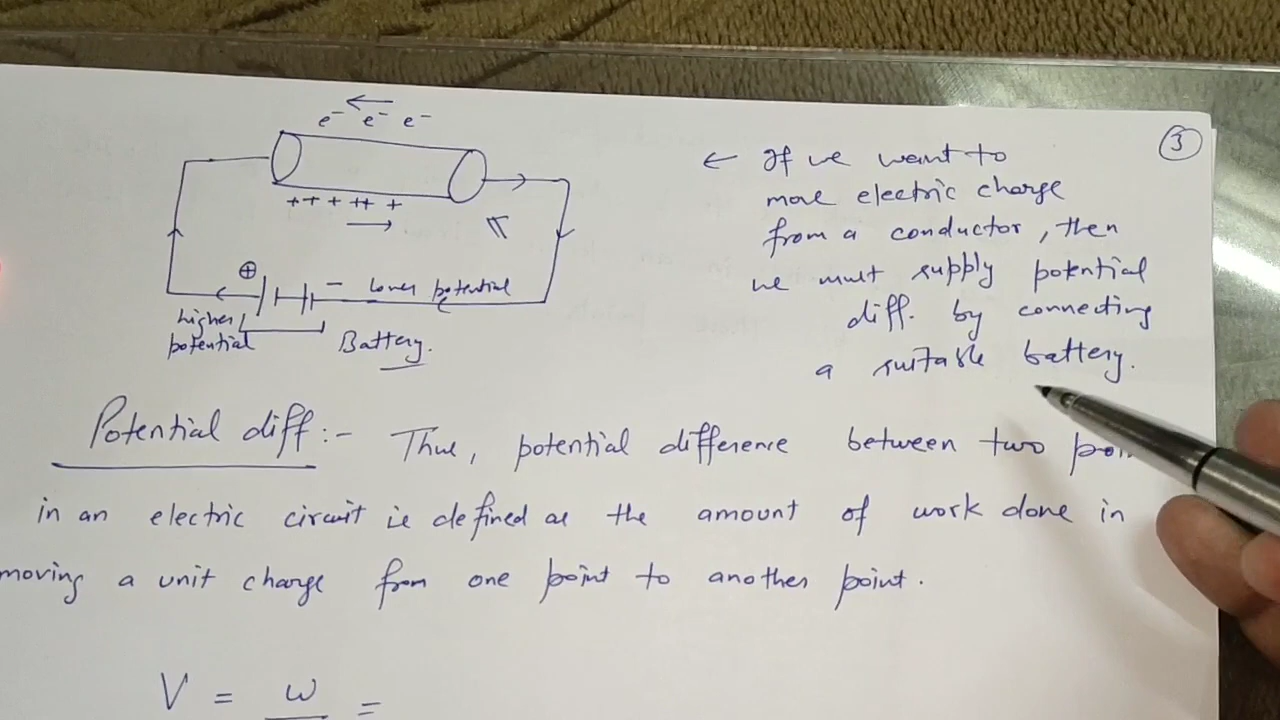 e⁻ e⁻ e⁻
③
← If we want to
move electric charge
from a conductor, then
we must supply potential
diff. by connecting
a suitable battery.
+ + + + + +
⊕
− Lower potential
higher
potential
Battery.
Potential diff :- Thus, potential difference between two
in an electric circuit is defined as the amount of work done in
moving a unit charge from one point to another point.
V = W =